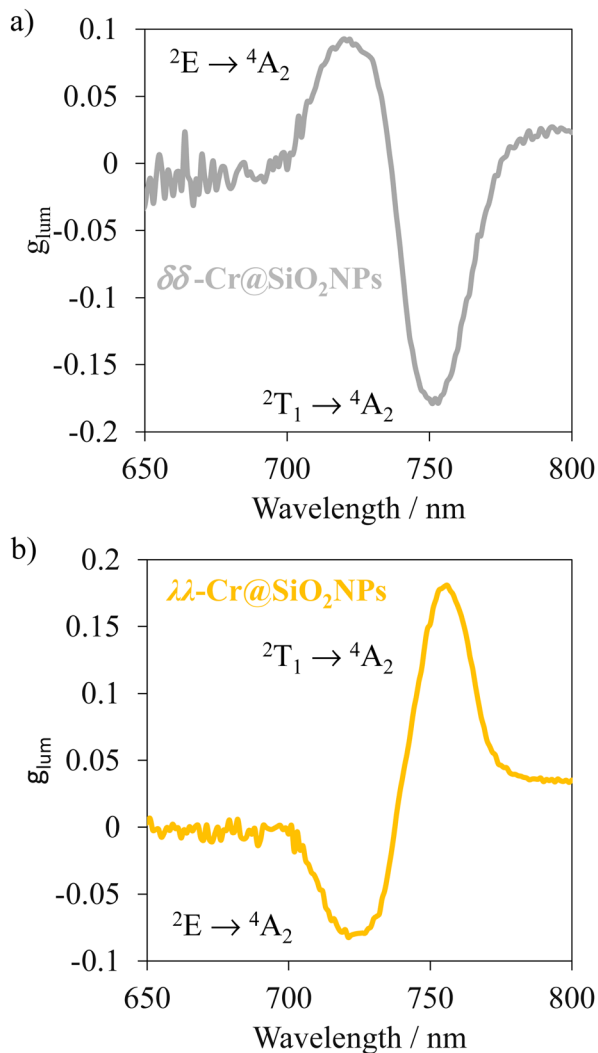 a)
0.1
²E → ⁴A₂
0.05
0
-0.05
g_lum
δδ-Cr@SiO₂NPs
-0.1
-0.15
²T₁ → ⁴A₂
-0.2
650 700 750 800
Wavelength / nm
b)
0.2
λλ-Cr@SiO₂NPs
0.15
²T₁ → ⁴A₂
0.1
g_lum
0.05
0
-0.05
²E → ⁴A₂
-0.1
650 700 750 800
Wavelength / nm